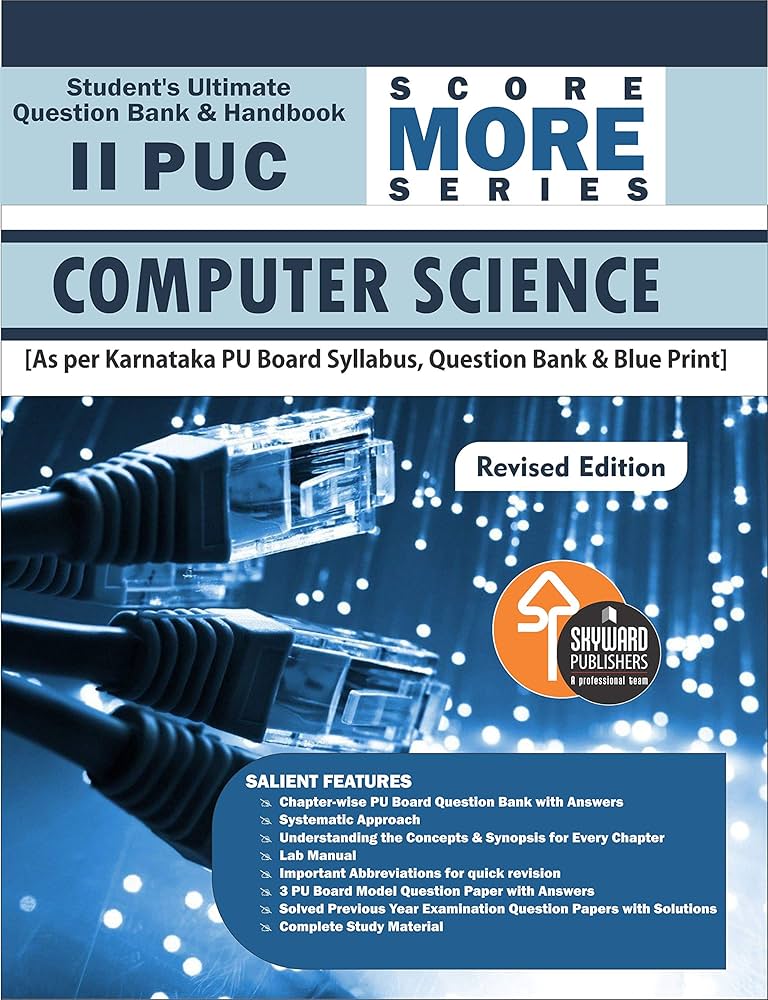 Student's Ultimate
Question Bank & Handbook
II PUC
SCORE
MORE
SERIES
COMPUTER SCIENCE
[As per Karnataka PU Board Syllabus, Question Bank & Blue Print]
Revised Edition
SP
SKYWARD
PUBLISHERS
A professional team
SALIENT FEATURES
Chapter-wise PU Board Question Bank with Answers
Systematic Approach
Understanding the Concepts & Synopsis for Every Chapter
Lab Manual
Important Abbreviations for quick revision
3 PU Board Model Question Paper with Answers
Solved Previous Year Examination Question Papers with Solutions
Complete Study Material